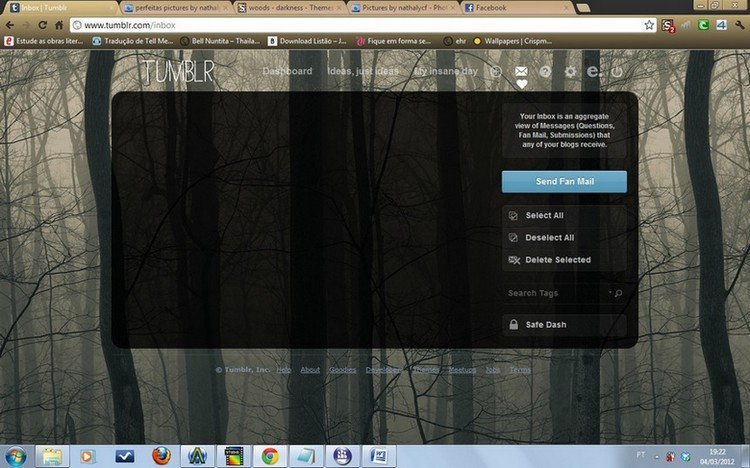 Inbox | Tumblr
perfeitas pictures by nathaly
woods - darkness - Themes
Pictures by nathalycf - Phot
Facebook
www.tumblr.com/inbox
Estude as obras liter...
Tradução de Tell Me...
Bell Nuntita – Thaila...
Download Listão – J...
Fique em forma se...
ehr
Wallpapers | Crispm...
TUMBLR
Dashboard
Ideas, just ideas
My insane day
Your Inbox is an aggregate
view of Messages (Questions,
Fan Mail, Submissions) that
any of your blogs receive.
Send Fan Mail
Select All
Deselect All
Delete Selected
Search Tags
Safe Dash
© Tumblr, Inc. Help About Goodies Developers Themes Meetups Jobs Terms
PT
19:22
04/03/2012